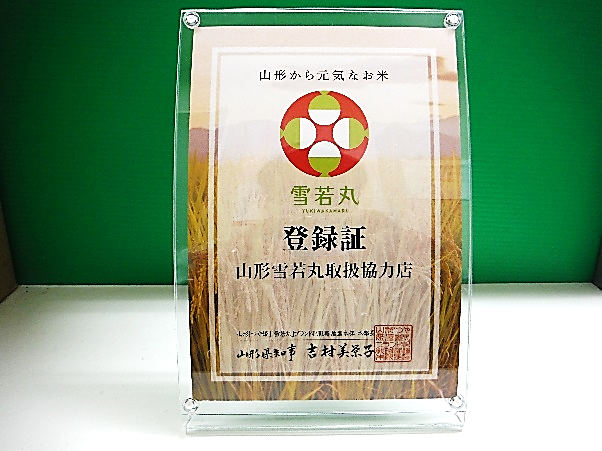 山形から元気なお米
雪若丸
YUKIWAKAMARU
登録証
山形雪若丸取扱協力店
山形県知事 吉村美栄子